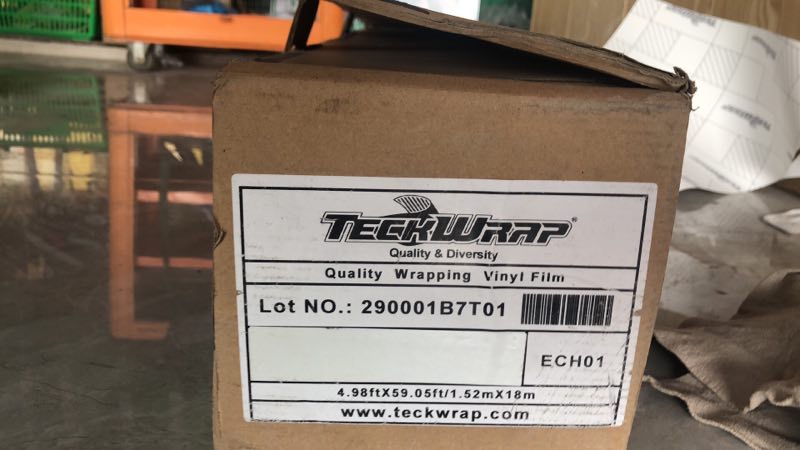 TECKWRAP®
Quality & Diversity
Quality Wrapping Vinyl Film
Lot NO.: 290001B7T01
ECH01
4.98ftX59.05ft/1.52mX18m
www.teckwrap.com